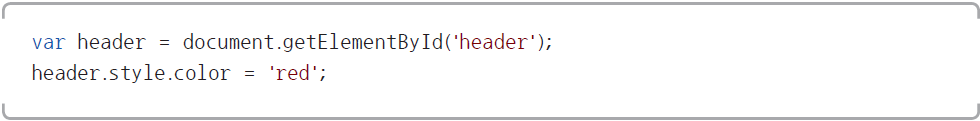 var header = document.getElementById('header');
header.style.color = 'red';